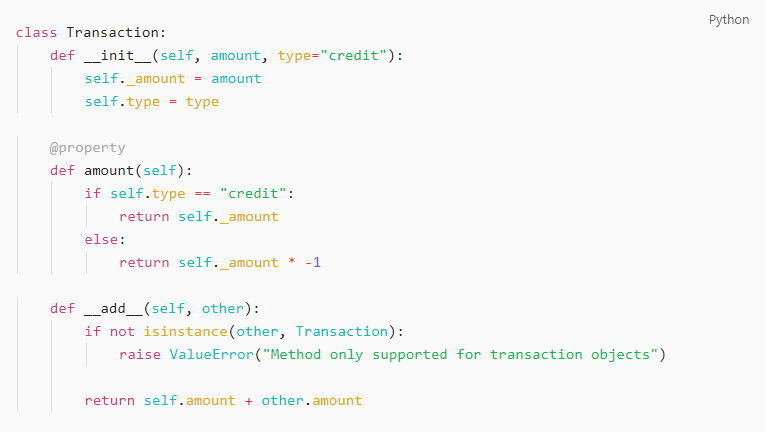 Python
class Transaction:
    def __init__(self, amount, type="credit"):
        self._amount = amount
        self.type = type

    @property
    def amount(self):
        if self.type == "credit":
            return self._amount
        else:
            return self._amount * -1

    def __add__(self, other):
        if not isinstance(other, Transaction):
            raise ValueError("Method only supported for transaction objects")

        return self.amount + other.amount